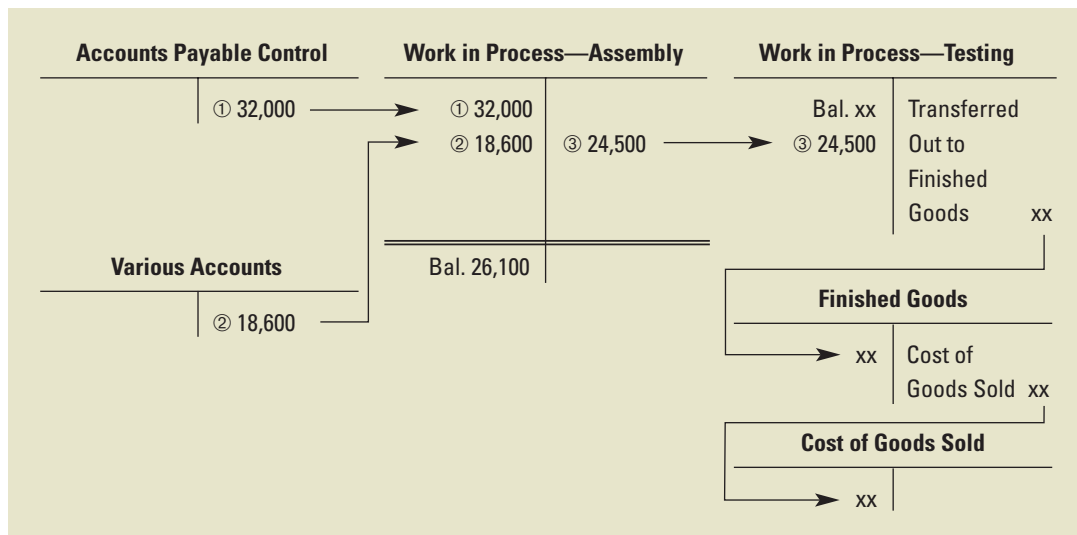 Accounts Payable Control
① 32,000
Work in Process—Assembly
① 32,000
② 18,600 ③ 24,500
Bal. 26,100
Work in Process—Testing
Bal. xx Transferred
③ 24,500 Out to
Finished
Goods xx
Various Accounts
② 18,600
Finished Goods
xx Cost of
Goods Sold xx
Cost of Goods Sold
xx